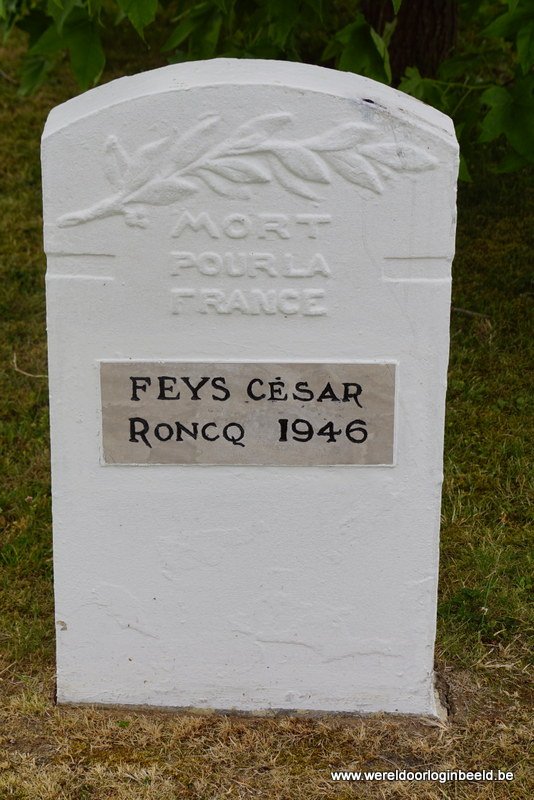 MORT
POUR LA
FRANCE
FEYS CÉSAR
RONCQ 1946
www.wereldoorloginbeeld.be